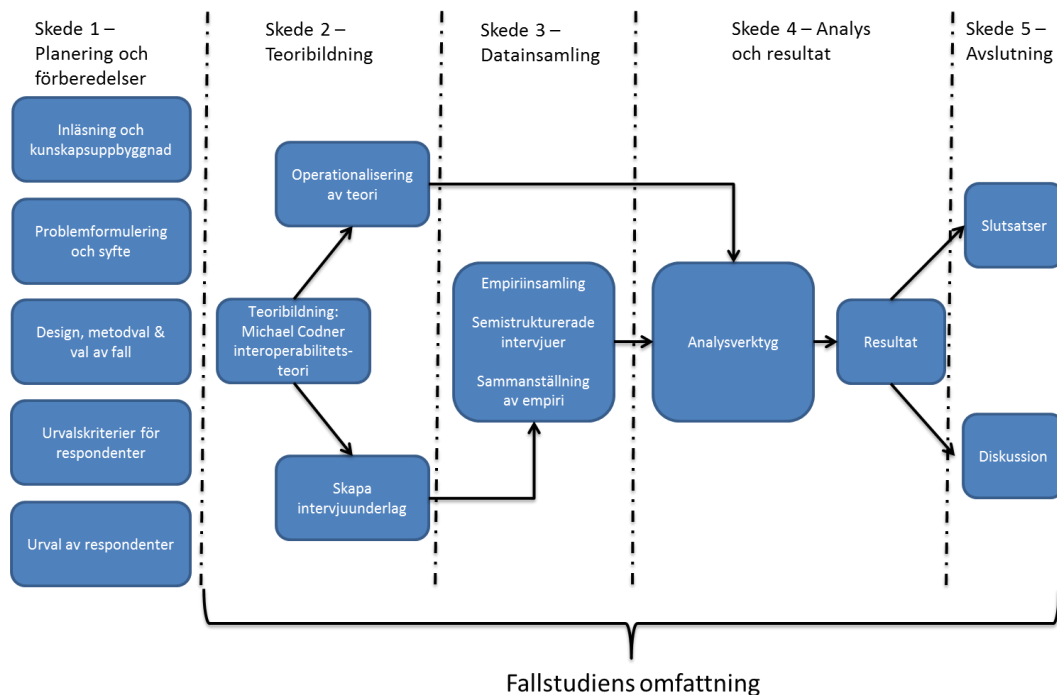 Skede 1 –
Planering och
förberedelser
Inläsning och
kunskapsuppbyggnad
Problemformulering
och syfte
Design, metodval &
val av fall
Urvalskriterier för
respondenter
Urval av respondenter
Skede 2 –
Teoribildning
Operationalisering
av teori
Teoribildning:
Michael Codner
interoperabilitets-
teori
Skapa
intervjuunderlag
Skede 3 –
Datainsamling
Empiriinsamling
Semistrukturerade
intervjuer
Sammanställning
av empiri
Skede 4 – Analys
och resultat
Analysverktyg
Resultat
Skede 5 –
Avslutning
Slutsatser
Diskussion
Fallstudiens omfattning